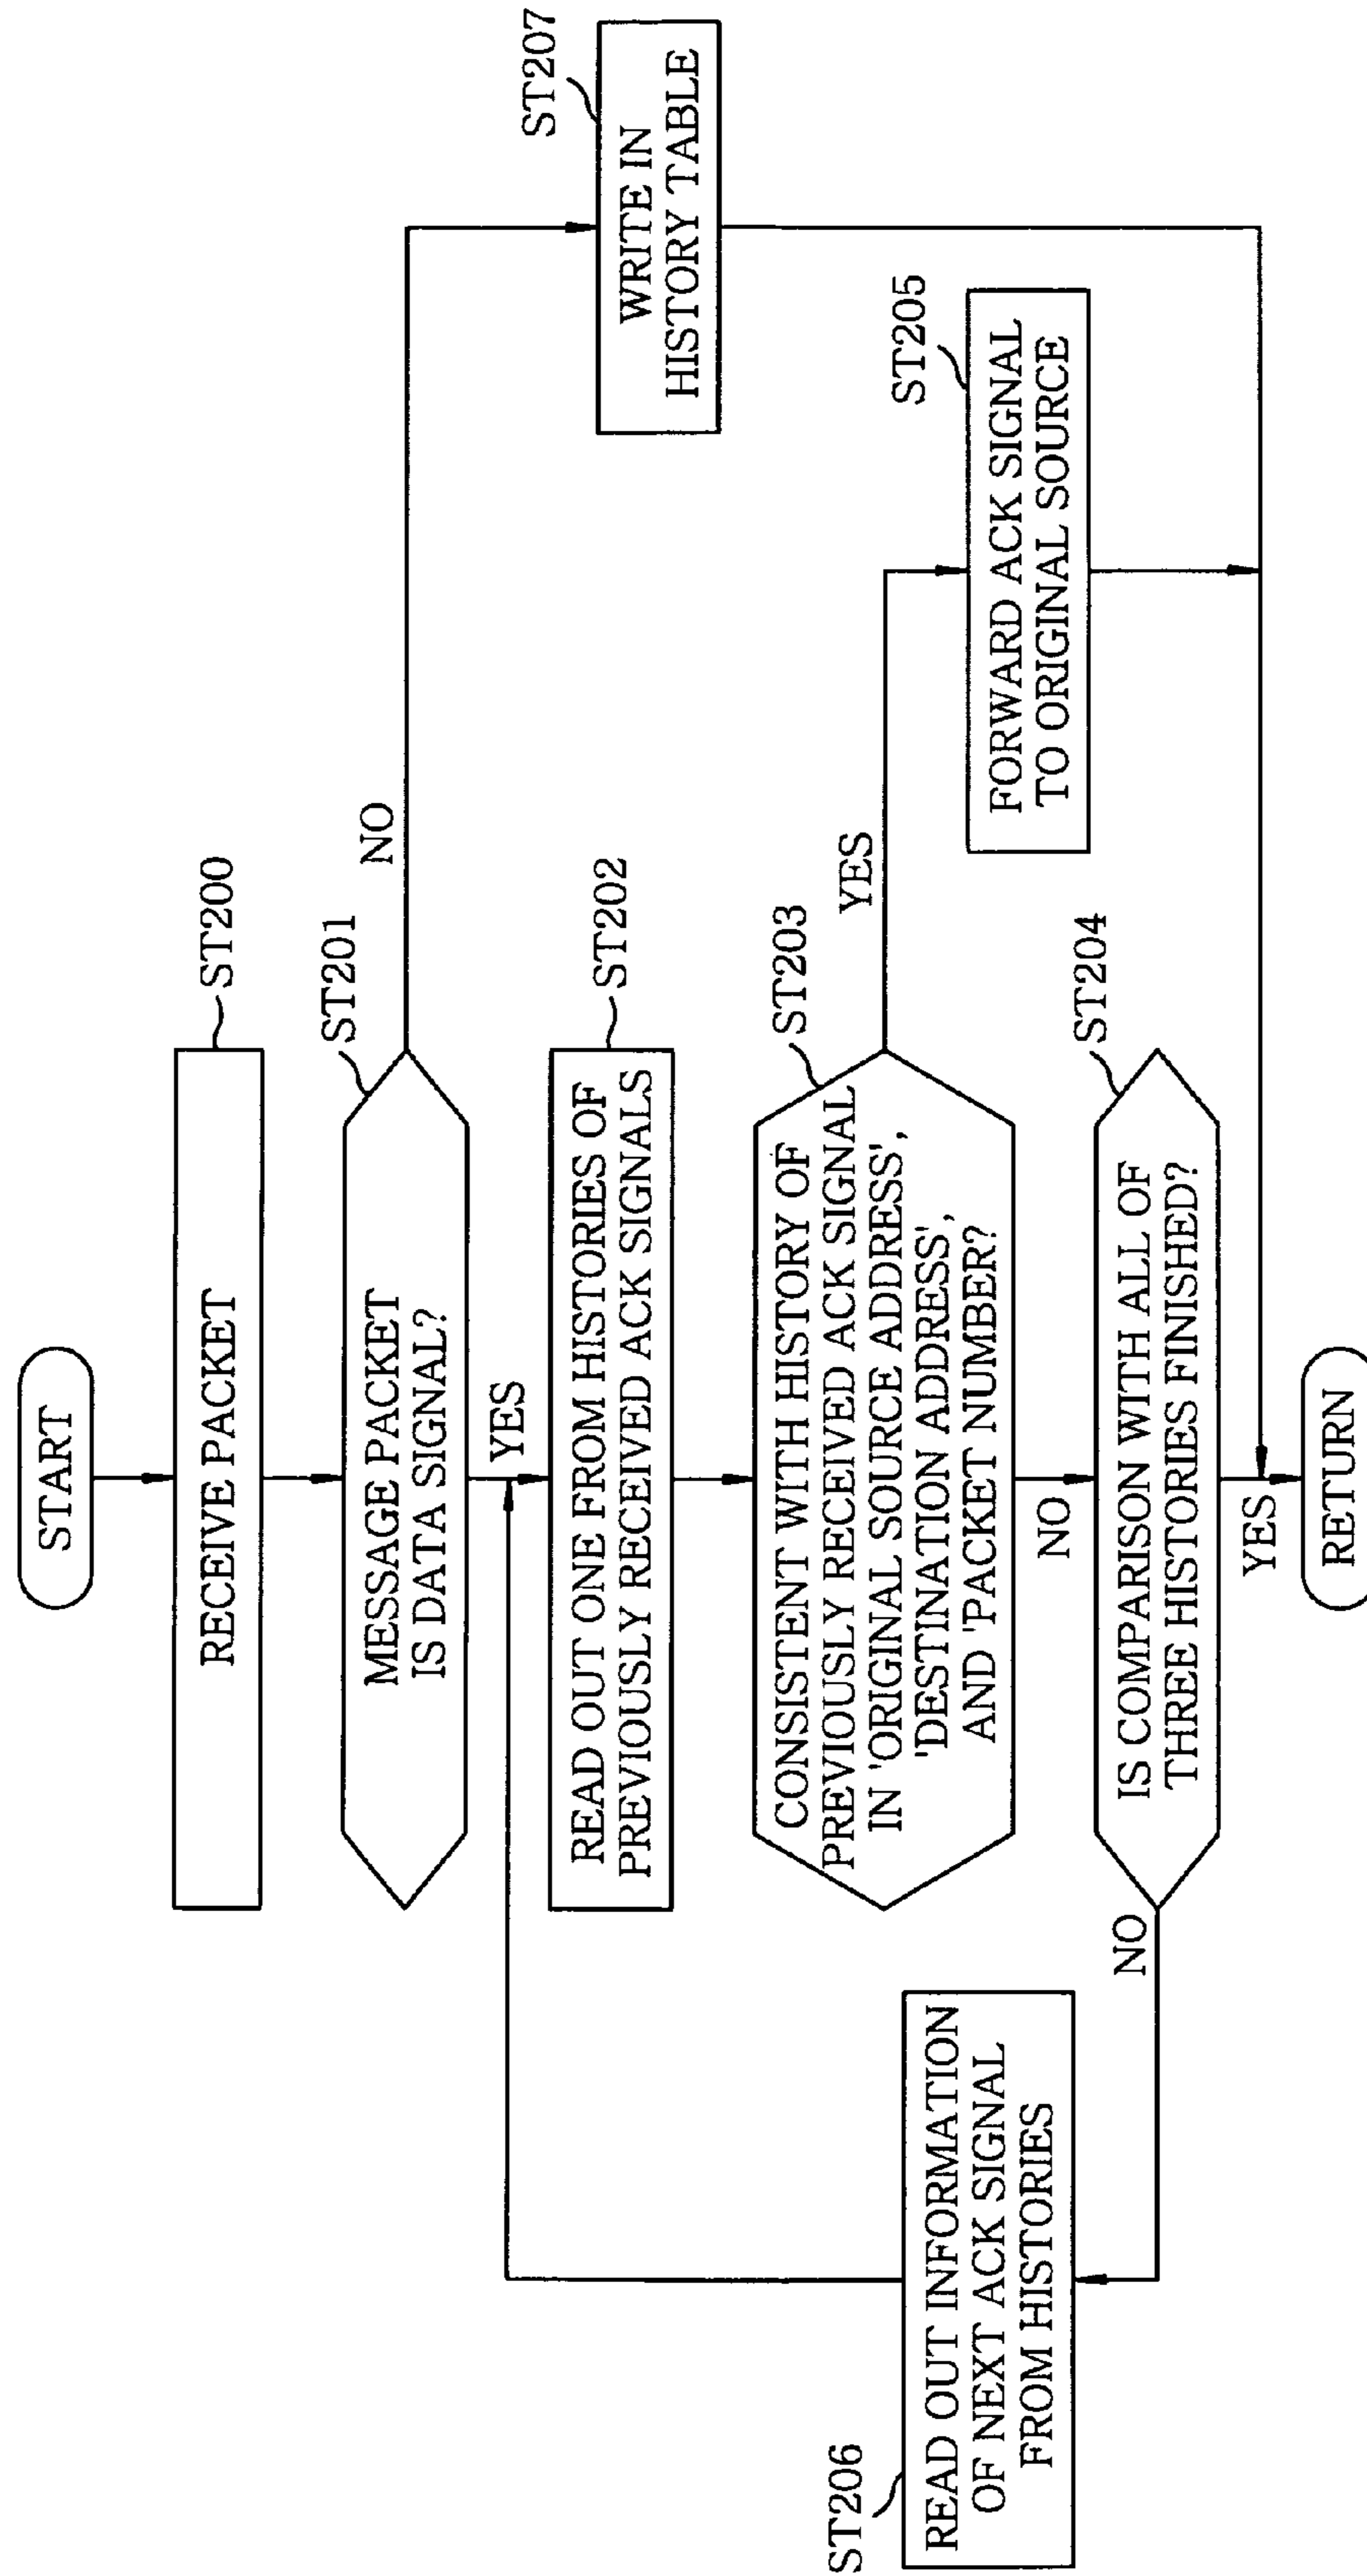 START
RECEIVE PACKET
ST200
MESSAGE PACKET
IS DATA SIGNAL?
ST201
NO
YES
READ OUT ONE FROM HISTORIES OF
PREVIOUSLY RECEIVED ACK SIGNALS
ST202
WRITE IN
HISTORY TABLE
ST207
CONSISTENT WITH HISTORY OF
PREVIOUSLY RECEIVED ACK SIGNAL
IN 'ORIGINAL SOURCE ADDRESS',
'DESTINATION ADDRESS',
AND 'PACKET NUMBER?
ST203
YES
NO
FORWARD ACK SIGNAL
TO ORIGINAL SOURCE
ST205
ST206
READ OUT INFORMATION
OF NEXT ACK SIGNAL
FROM HISTORIES
NO
IS COMPARISON WITH ALL OF
THREE HISTORIES FINISHED?
ST204
YES
RETURN